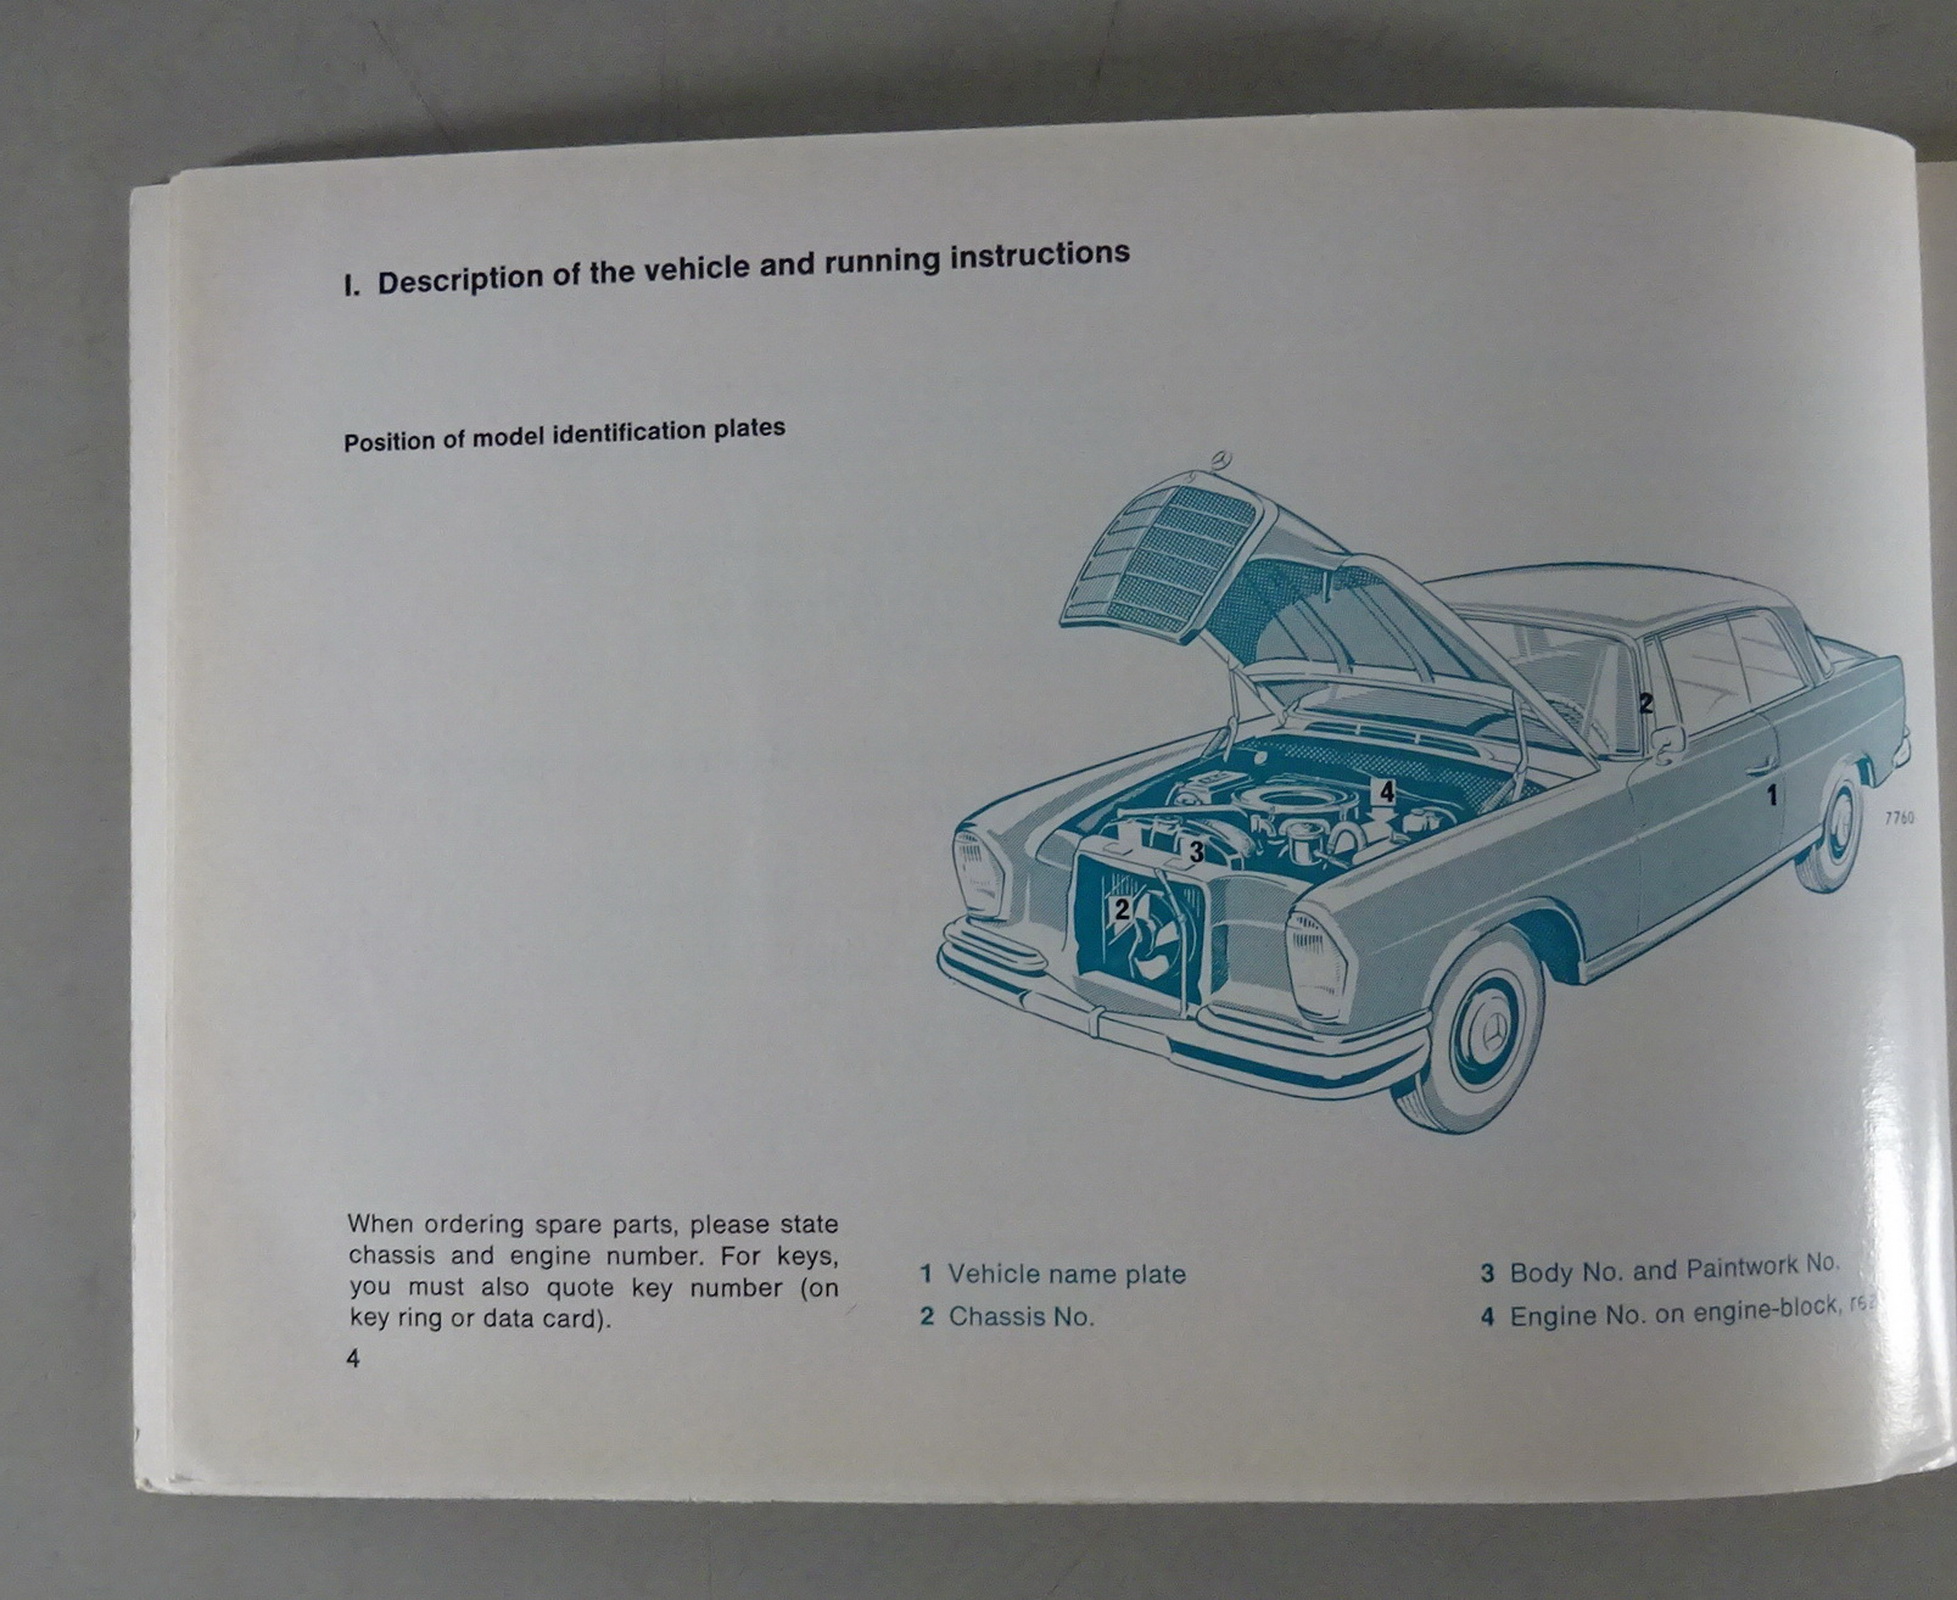 I. Description of the vehicle and running instructions
Position of model identification plates
2
4
1
7760
3
2
When ordering spare parts, please state
chassis and engine number. For keys,
you must also quote key number (on
key ring or data card).
1 Vehicle name plate
2 Chassis No.
3 Body No. and Paintwork No.
4 Engine No. on engine-block,
4